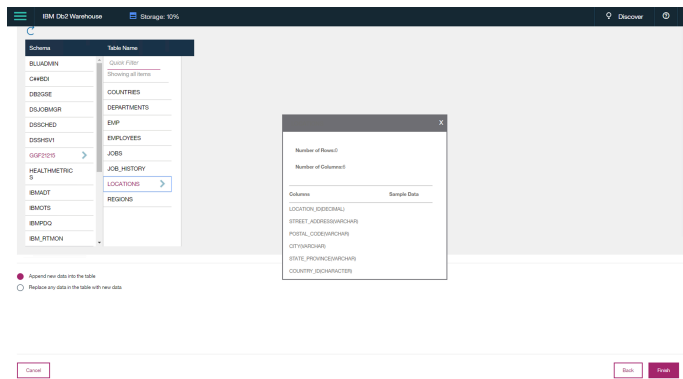 IBM Db2 Warehouse
Storage: 10%
Discover
Schema
Table Name
BLUADMIN
C##BDI
DB2GSE
DSJOBMGR
DSSCHED
DSSHSV1
GGF21215
HEALTHMETRIC
S
IBMADT
IBMOTS
IBMPDQ
IBM_RTMON
Quick Filter
Showing all items
COUNTRIES
DEPARTMENTS
EMP
EMPLOYEES
JOBS
JOB_HISTORY
LOCATIONS
REGIONS
X
Number of Rows:0
Number of Columns:6
Columns
Sample Data
LOCATION_ID(DECIMAL)
STREET_ADDRESS(VARCHAR)
POSTAL_CODE(VARCHAR)
CITY(VARCHAR)
STATE_PROVINCE(VARCHAR)
COUNTRY_ID(CHARACTER)
Append new data into the table
Replace any data in the table with new data
Cancel
Back
Finish